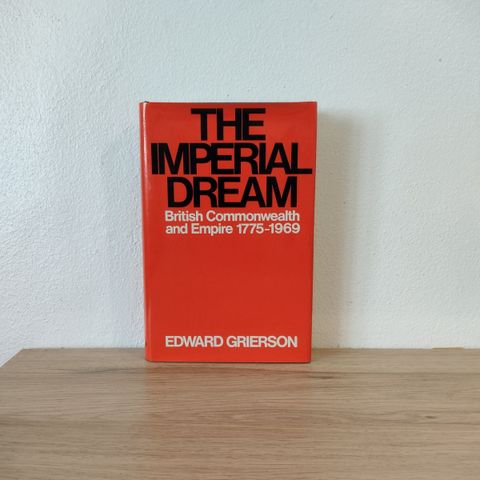 THE
IMPERIAL
DREAM
British Commonwealth
and Empire 1775-1969
EDWARD GRIERSON